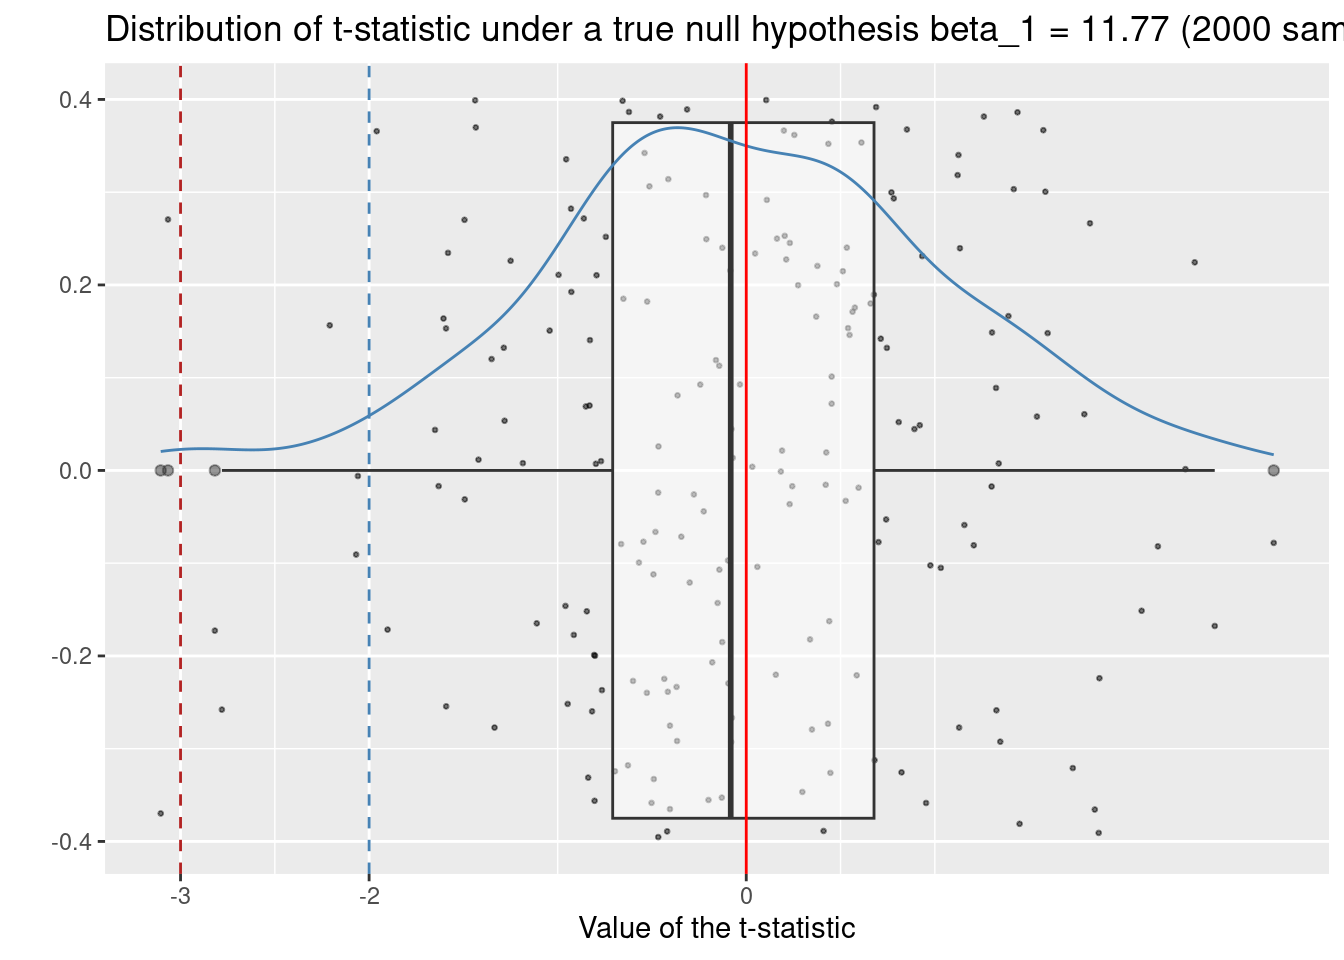 Distribution of t-statistic under a true null hypothesis beta_1 = 11.77 (2000 sam
0.4
0.2
0.0
-0.2
-0.4
-3 -2 0
Value of the t-statistic